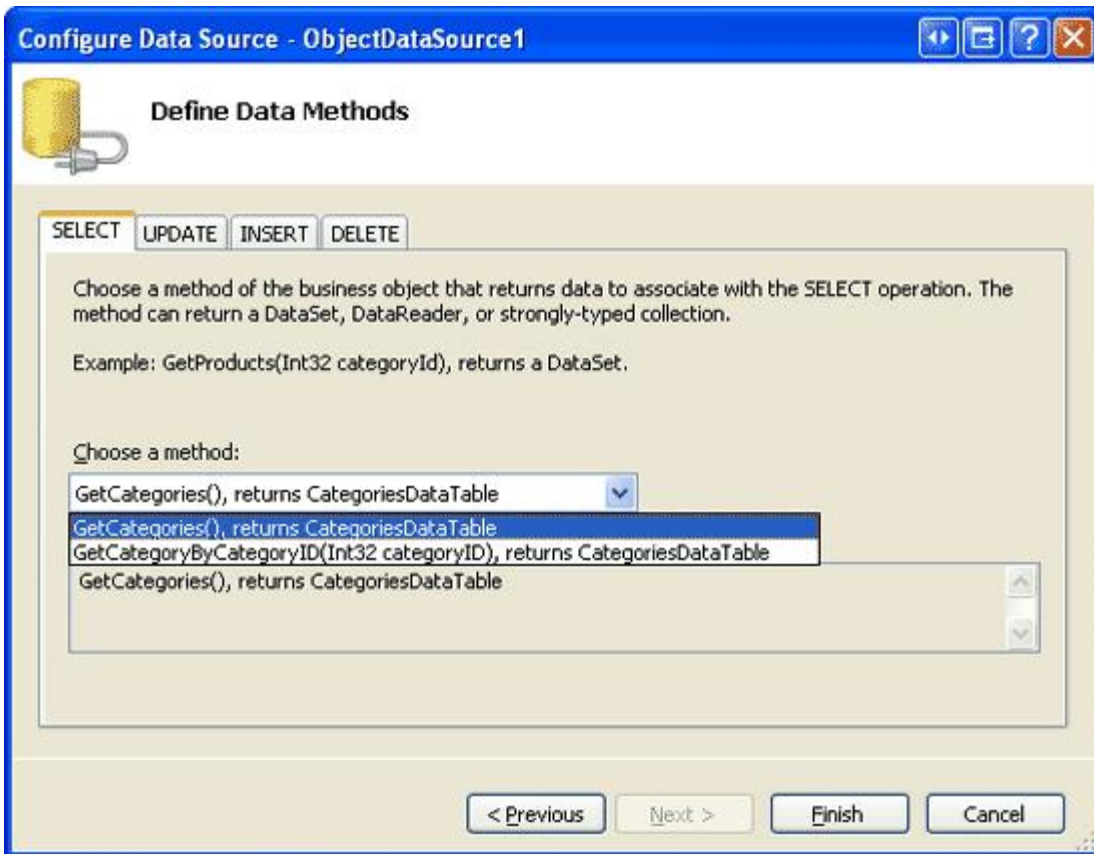 Configure Data Source - ObjectDataSource1
Define Data Methods
SELECT UPDATE INSERT DELETE
Choose a method of the business object that returns data to associate with the SELECT operation. The
method can return a DataSet, DataReader, or strongly-typed collection.
Example: GetProducts(Int32 categoryId), returns a DataSet.
Choose a method:
GetCategories(), returns CategoriesDataTable
GetCategories(), returns CategoriesDataTable
GetCategoryByCategoryID(Int32 categoryID), returns CategoriesDataTable
GetCategories(), returns CategoriesDataTable
< Previous Next > Finish Cancel